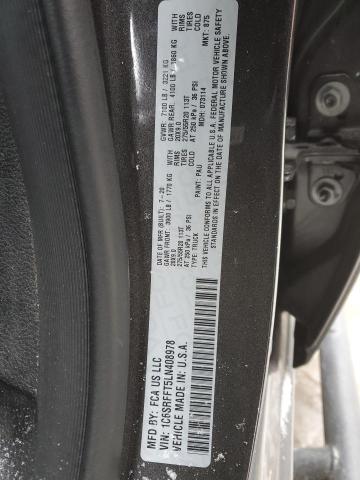 MFD BY: FCA US LLC
VIN: 1C6SRFFT5LN408978
VEHICLE MADE IN: U.S.A.
DATE OF MFR (BUILT): 7-20
GVWR: 7100 LB / 3221 KG
GAWR FRONT: 3900 LB / 1770 KG
WITH
GAWR REAR: 4100 LB / 1860 KG
WITH
20X9.0
RIMS
20X9.0
RIMS
275/55R20 113T
TIRES
275/55R20 113T
TIRES
AT 250 kPa / 36 PSI
COLD
AT 250 kPa / 36 PSI
COLD
TYPE: TRUCK
PAINT: PAU
MDH: 073114
MKT: 875
THIS VEHICLE CONFORMS TO ALL APPLICABLE U.S.A. FEDERAL MOTOR VEHICLE SAFETY
STANDARDS IN EFFECT ON THE DATE OF MANUFACTURE SHOWN ABOVE.